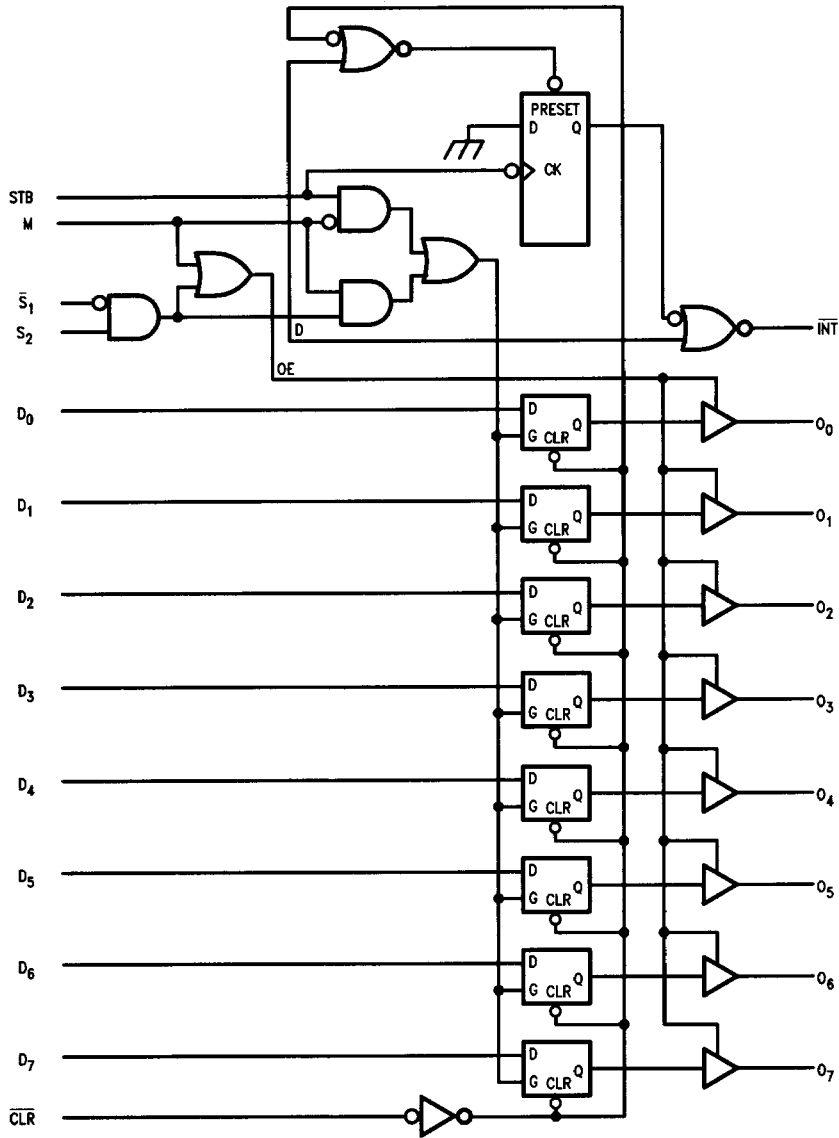 PRESET
D Q
CK
STB
M
S̅₁
S₂
D
INT̅
OE
D₀
D Q
G CLR
O₀
D₁
D Q
G CLR
O₁
D₂
D Q
G CLR
O₂
D₃
D Q
G CLR
O₃
D₄
D Q
G CLR
O₄
D₅
D Q
G CLR
O₅
D₆
D Q
G CLR
O₆
D₇
D Q
G CLR
O₇
C̅L̅R̅